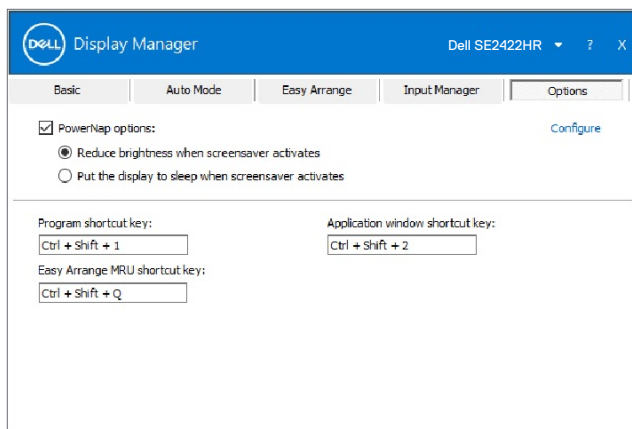 DELL Display Manager Dell SE2422HR ? X
Basic Auto Mode Easy Arrange Input Manager Options
PowerNap options: Configure
Reduce brightness when screensaver activates
Put the display to sleep when screensaver activates
Program shortcut key: Application window shortcut key:
Ctrl + Shift + 1 Ctrl + Shift + 2
Easy Arrange MRU shortcut key:
Ctrl + Shift + Q